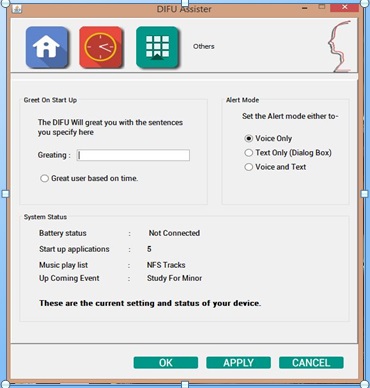 DIFU Assister
Others
Greet On Start Up
The DIFU Will great you with the sentences
you specify here
Greating :
Great user based on time.
Alert Mode
Set the Alert mode either to-
Voice Only
Text Only (Dialog Box)
Voice and Text
System Status
Battery status : Not Connected
Start up applications : 5
Music play list : NFS Tracks
Up Coming Event : Study For Minor
These are the current setting and status of your device.
OK APPLY CANCEL